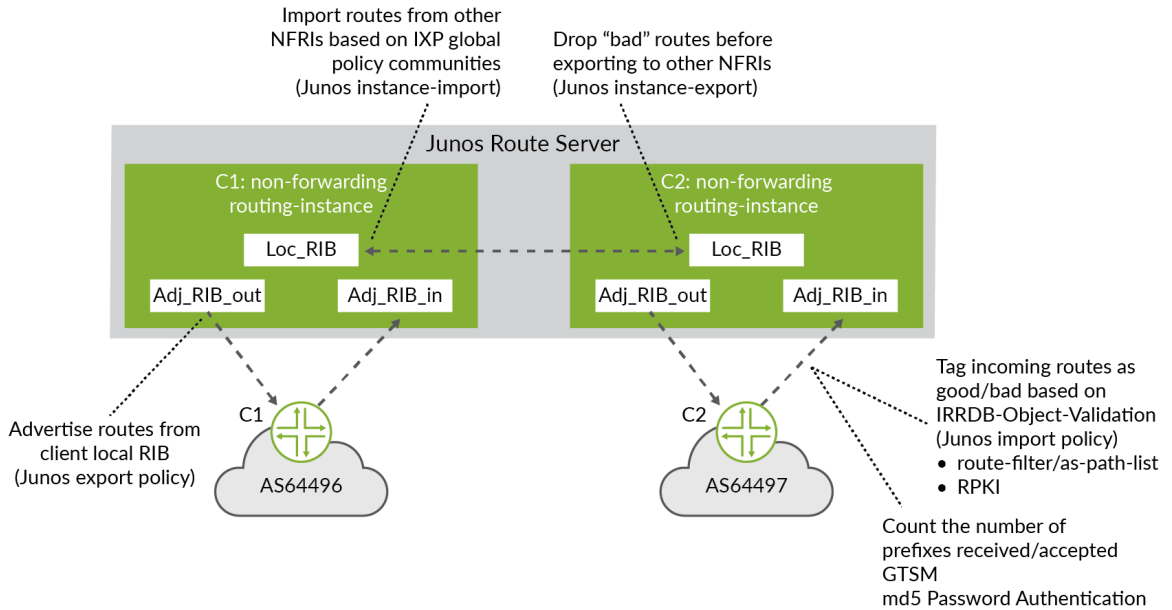 Import routes from other
NFRIs based on IXP global
policy communities
(Junos instance-import)
Drop “bad” routes before
exporting to other NFRIs
(Junos instance-export)
Junos Route Server
C1: non-forwarding
routing-instance
Loc_RIB
Adj_RIB_out
Adj_RIB_in
C2: non-forwarding
routing-instance
Loc_RIB
Adj_RIB_out
Adj_RIB_in
Advertise routes from
client local RIB
(Junos export policy)
C1
AS64496
C2
AS64497
Tag incoming routes as
good/bad based on
IRRDB-Object-Validation
(Junos import policy)
• route-filter/as-path-list
• RPKI
Count the number of
prefixes received/accepted
GTSM
md5 Password Authentication